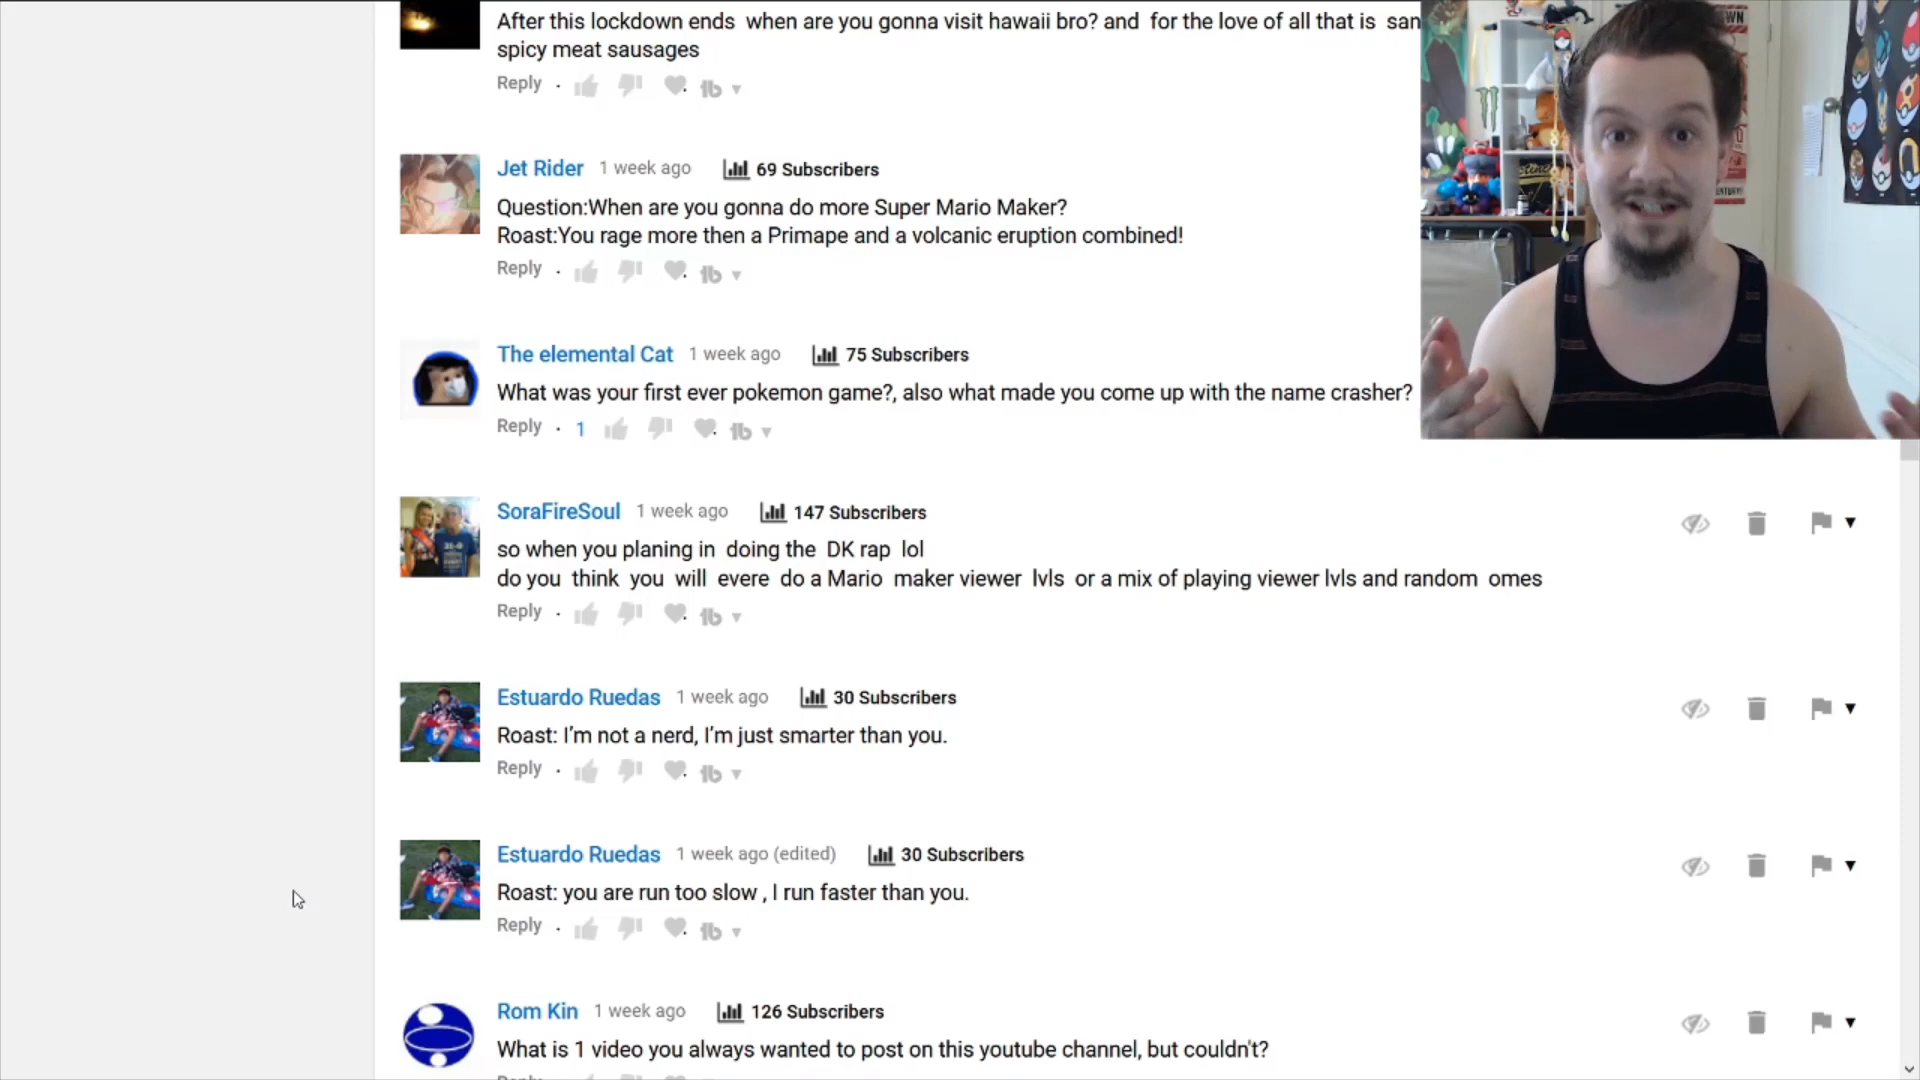 After this lockdown ends when are you gonna visit hawaii bro? and for the love of all that is san
spicy meat sausages
Reply
Jet Rider 1 week ago 69 Subscribers
Question:When are you gonna do more Super Mario Maker?
Roast:You rage more then a Primape and a volcanic eruption combined!
Reply
The elemental Cat 1 week ago 75 Subscribers
What was your first ever pokemon game?, also what made you come up with the name crasher?
Reply · 1
SoraFireSoul 1 week ago 147 Subscribers
so when you planing in doing the DK rap lol
do you think you will evere do a Mario maker viewer lvls or a mix of playing viewer lvls and random omes
Reply
Estuardo Ruedas 1 week ago 30 Subscribers
Roast: I'm not a nerd, I'm just smarter than you.
Reply
Estuardo Ruedas 1 week ago (edited) 30 Subscribers
Roast: you are run too slow , I run faster than you.
Reply
Rom Kin 1 week ago 126 Subscribers
What is 1 video you always wanted to post on this youtube channel, but couldn't?
Reply